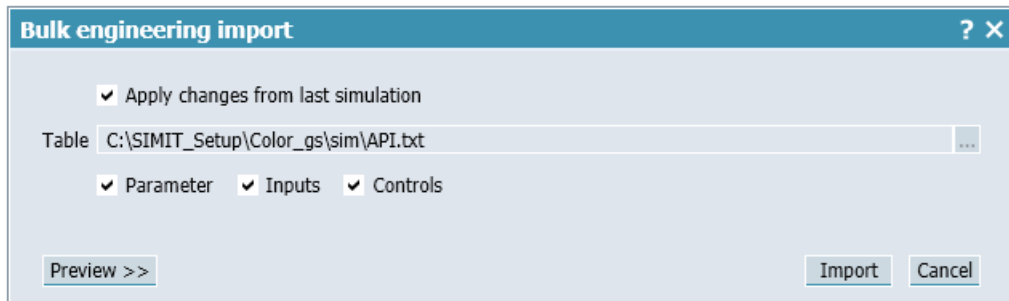 Bulk engineering import ? ×
Apply changes from last simulation
Table C:\SIMIT_Setup\Color_gs\sim\API.txt ...
Parameter Inputs Controls
Preview >> Import Cancel